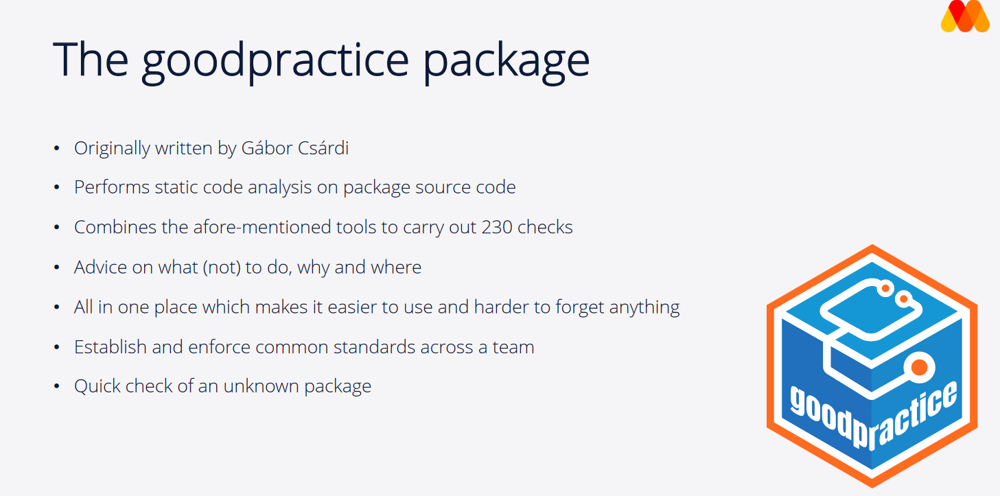 The goodpractice package
• Originally written by Gábor Csárdi
• Performs static code analysis on package source code
• Combines the afore-mentioned tools to carry out 230 checks
• Advice on what (not) to do, why and where
• All in one place which makes it easier to use and harder to forget anything
• Establish and enforce common standards across a team
• Quick check of an unknown package
goodpractice